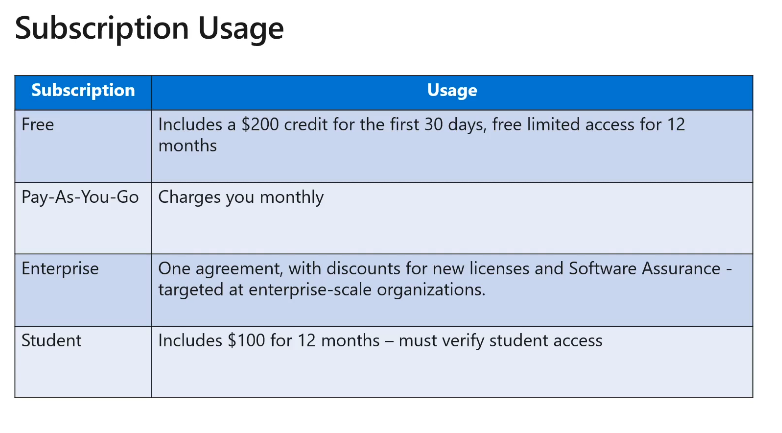 Subscription Usage
Subscription Usage
Free Includes a $200 credit for the first 30 days, free limited access for 12
months
Pay-As-You-Go Charges you monthly
Enterprise One agreement, with discounts for new licenses and Software Assurance -
targeted at enterprise-scale organizations.
Student Includes $100 for 12 months – must verify student access